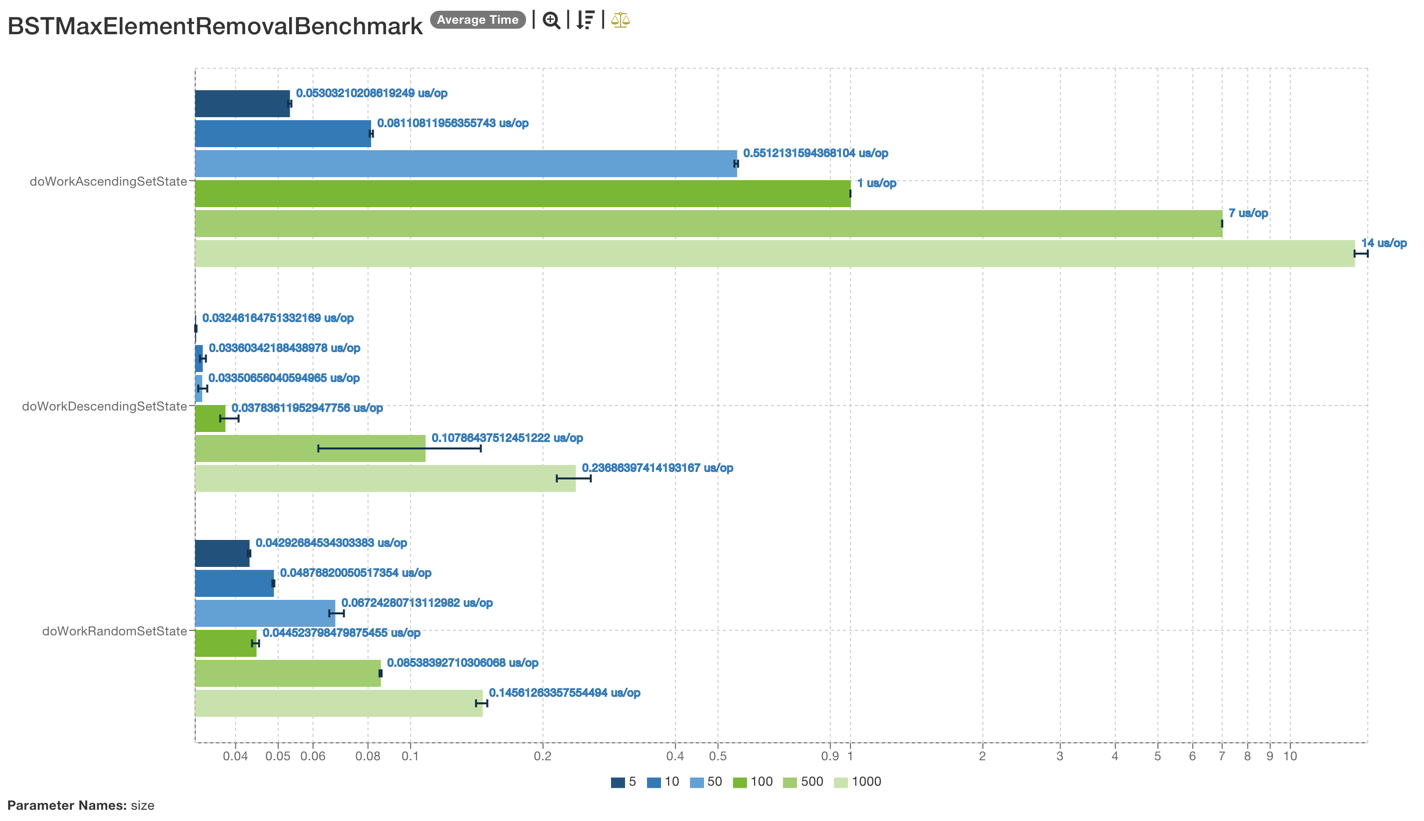 BSTMaxElementRemovalBenchmark Average Time
0.05303210208619249 us/op
0.08110811956355743 us/op
0.5512131594368104 us/op
doWorkAscendingSetState
1 us/op
7 us/op
14 us/op
0.03246164751332169 us/op
0.03360342188438978 us/op
0.03350656040594965 us/op
doWorkDescendingSetState
0.03783611952947756 us/op
0.10786437512451222 us/op
0.23686397414193167 us/op
0.04292684534303383 us/op
0.04876820050517354 us/op
0.06724280713112982 us/op
doWorkRandomSetState
0.044523798479875455 us/op
0.08538392710306068 us/op
0.14561263357554494 us/op
0.04 0.05 0.06 0.08 0.1 0.2 0.4 0.5 0.9 1 2 3 4 5 6 7 8 9 10
5 10 50 100 500 1000
Parameter Names: size